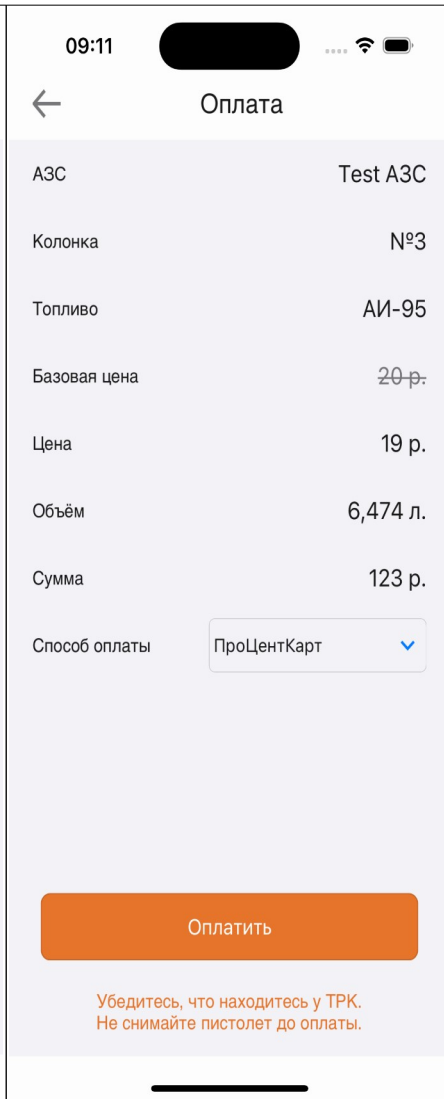 09:11
Оплата
АЗС Test АЗС
Колонка №3
Топливо АИ-95
Базовая цена 20 р.
Цена 19 р.
Объём 6,474 л.
Сумма 123 р.
Способ оплаты ПроЦентКарт
Оплатить
Убедитесь, что находитесь у ТРК.
Не снимайте пистолет до оплаты.